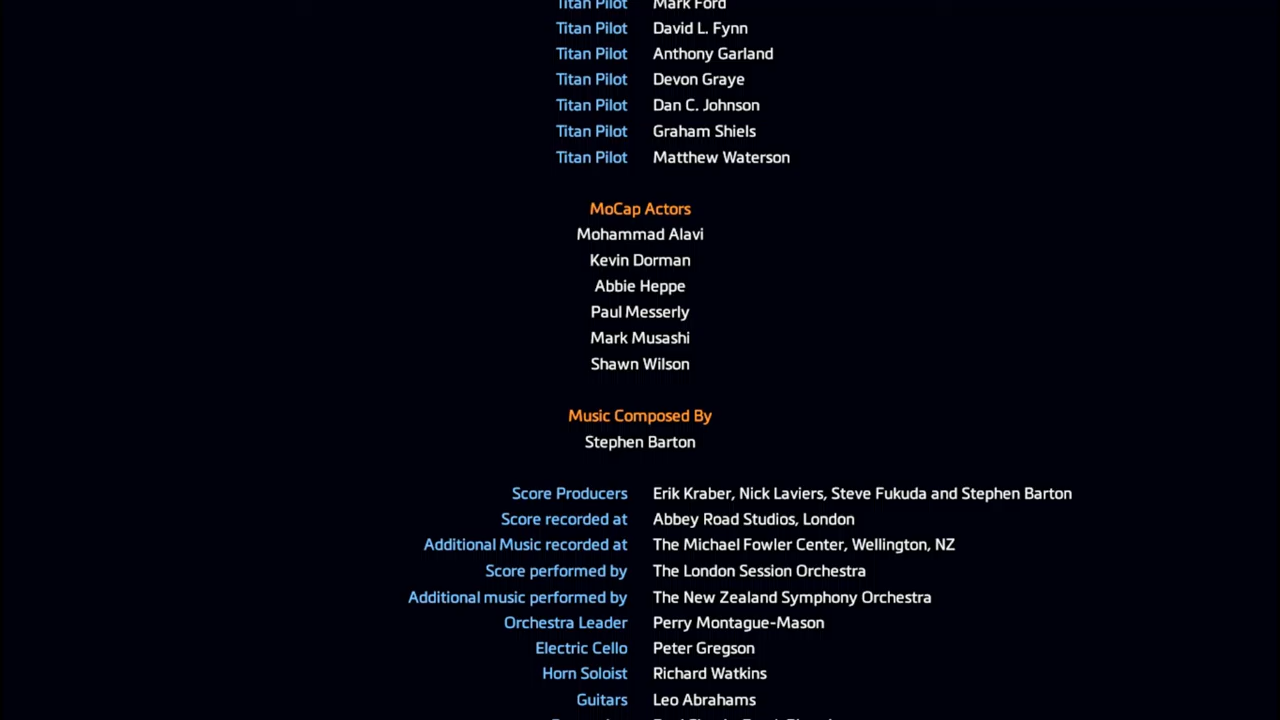 Titan Pilot Mark Ford
Titan Pilot David L. Fynn
Titan Pilot Anthony Garland
Titan Pilot Devon Graye
Titan Pilot Dan C. Johnson
Titan Pilot Graham Shiels
Titan Pilot Matthew Waterson
MoCap Actors
Mohammad Alavi
Kevin Dorman
Abbie Heppe
Paul Messerly
Mark Musashi
Shawn Wilson
Music Composed By
Stephen Barton
Score Producers Erik Kraber, Nick Laviers, Steve Fukuda and Stephen Barton
Score recorded at Abbey Road Studios, London
Additional Music recorded at The Michael Fowler Center, Wellington, NZ
Score performed by The London Session Orchestra
Additional music performed by The New Zealand Symphony Orchestra
Orchestra Leader Perry Montague-Mason
Electric Cello Peter Gregson
Horn Soloist Richard Watkins
Guitars Leo Abrahams